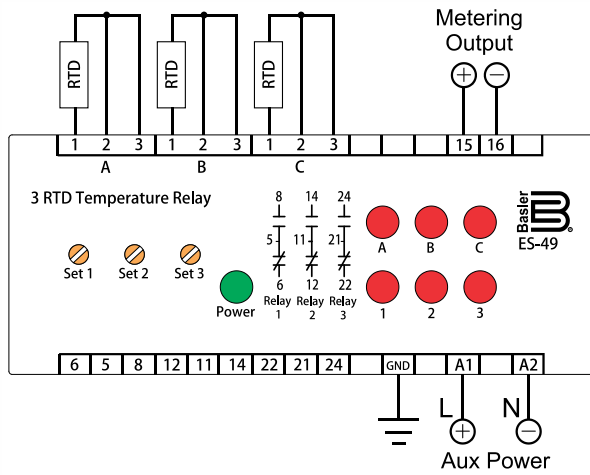 Metering
Output
RTD RTD RTD
+ −
1 2 3 1 2 3 1 2 3 15 16
A B C
3 RTD Temperature Relay
8 14 24
5 11 21
6 12 22
Relay Relay Relay
1 2 3
Set 1 Set 2 Set 3
Power
A B C
1 2 3
Basler
ES-49
6 5 8 12 11 14 22 21 24 GND A1 A2
L N
+ −
Aux Power